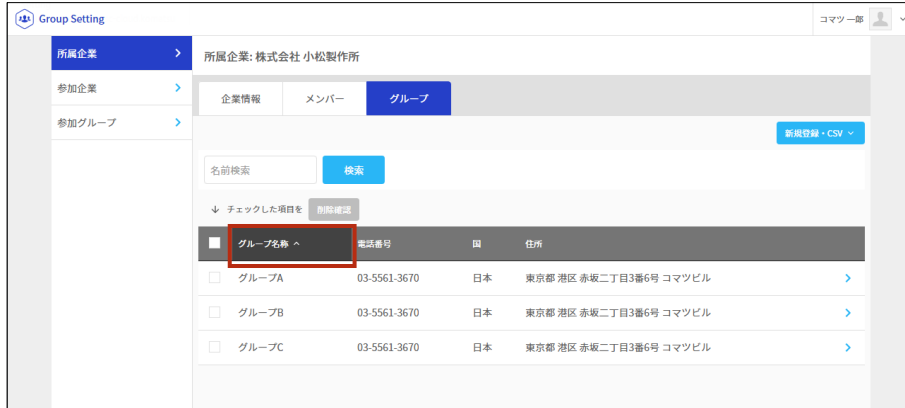 Group Setting
コマツ 一郎
所属企業
参加企業
参加グループ
所属企業: 株式会社 小松製作所
企業情報 メンバー グループ
新規登録・CSV
名前検索 検索
チェックした項目を 削除確認
グループ名称 電話番号 国 住所
グループA 03-5561-3670 日本 東京都 港区 赤坂二丁目3番6号 コマツビル
グループB 03-5561-3670 日本 東京都 港区 赤坂二丁目3番6号 コマツビル
グループC 03-5561-3670 日本 東京都 港区 赤坂二丁目3番6号 コマツビル